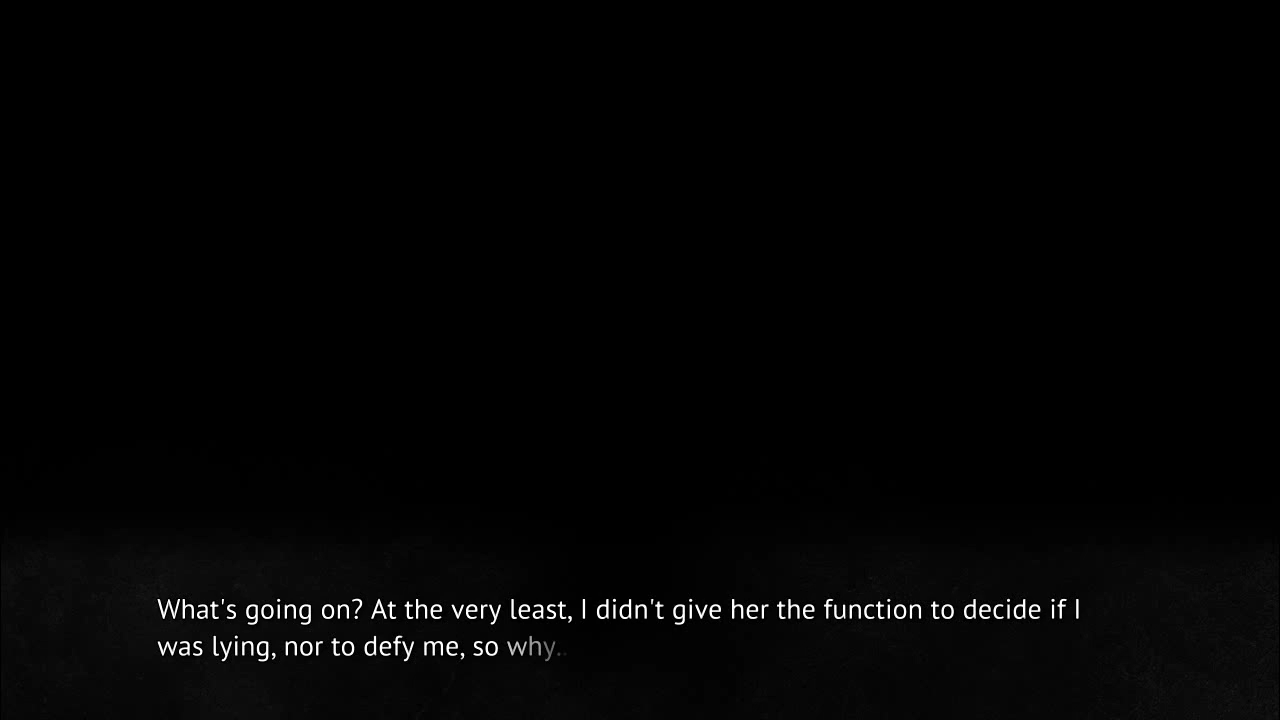 What's going on? At the very least, I didn't give her the function to decide if I
was lying, nor to defy me, so why..